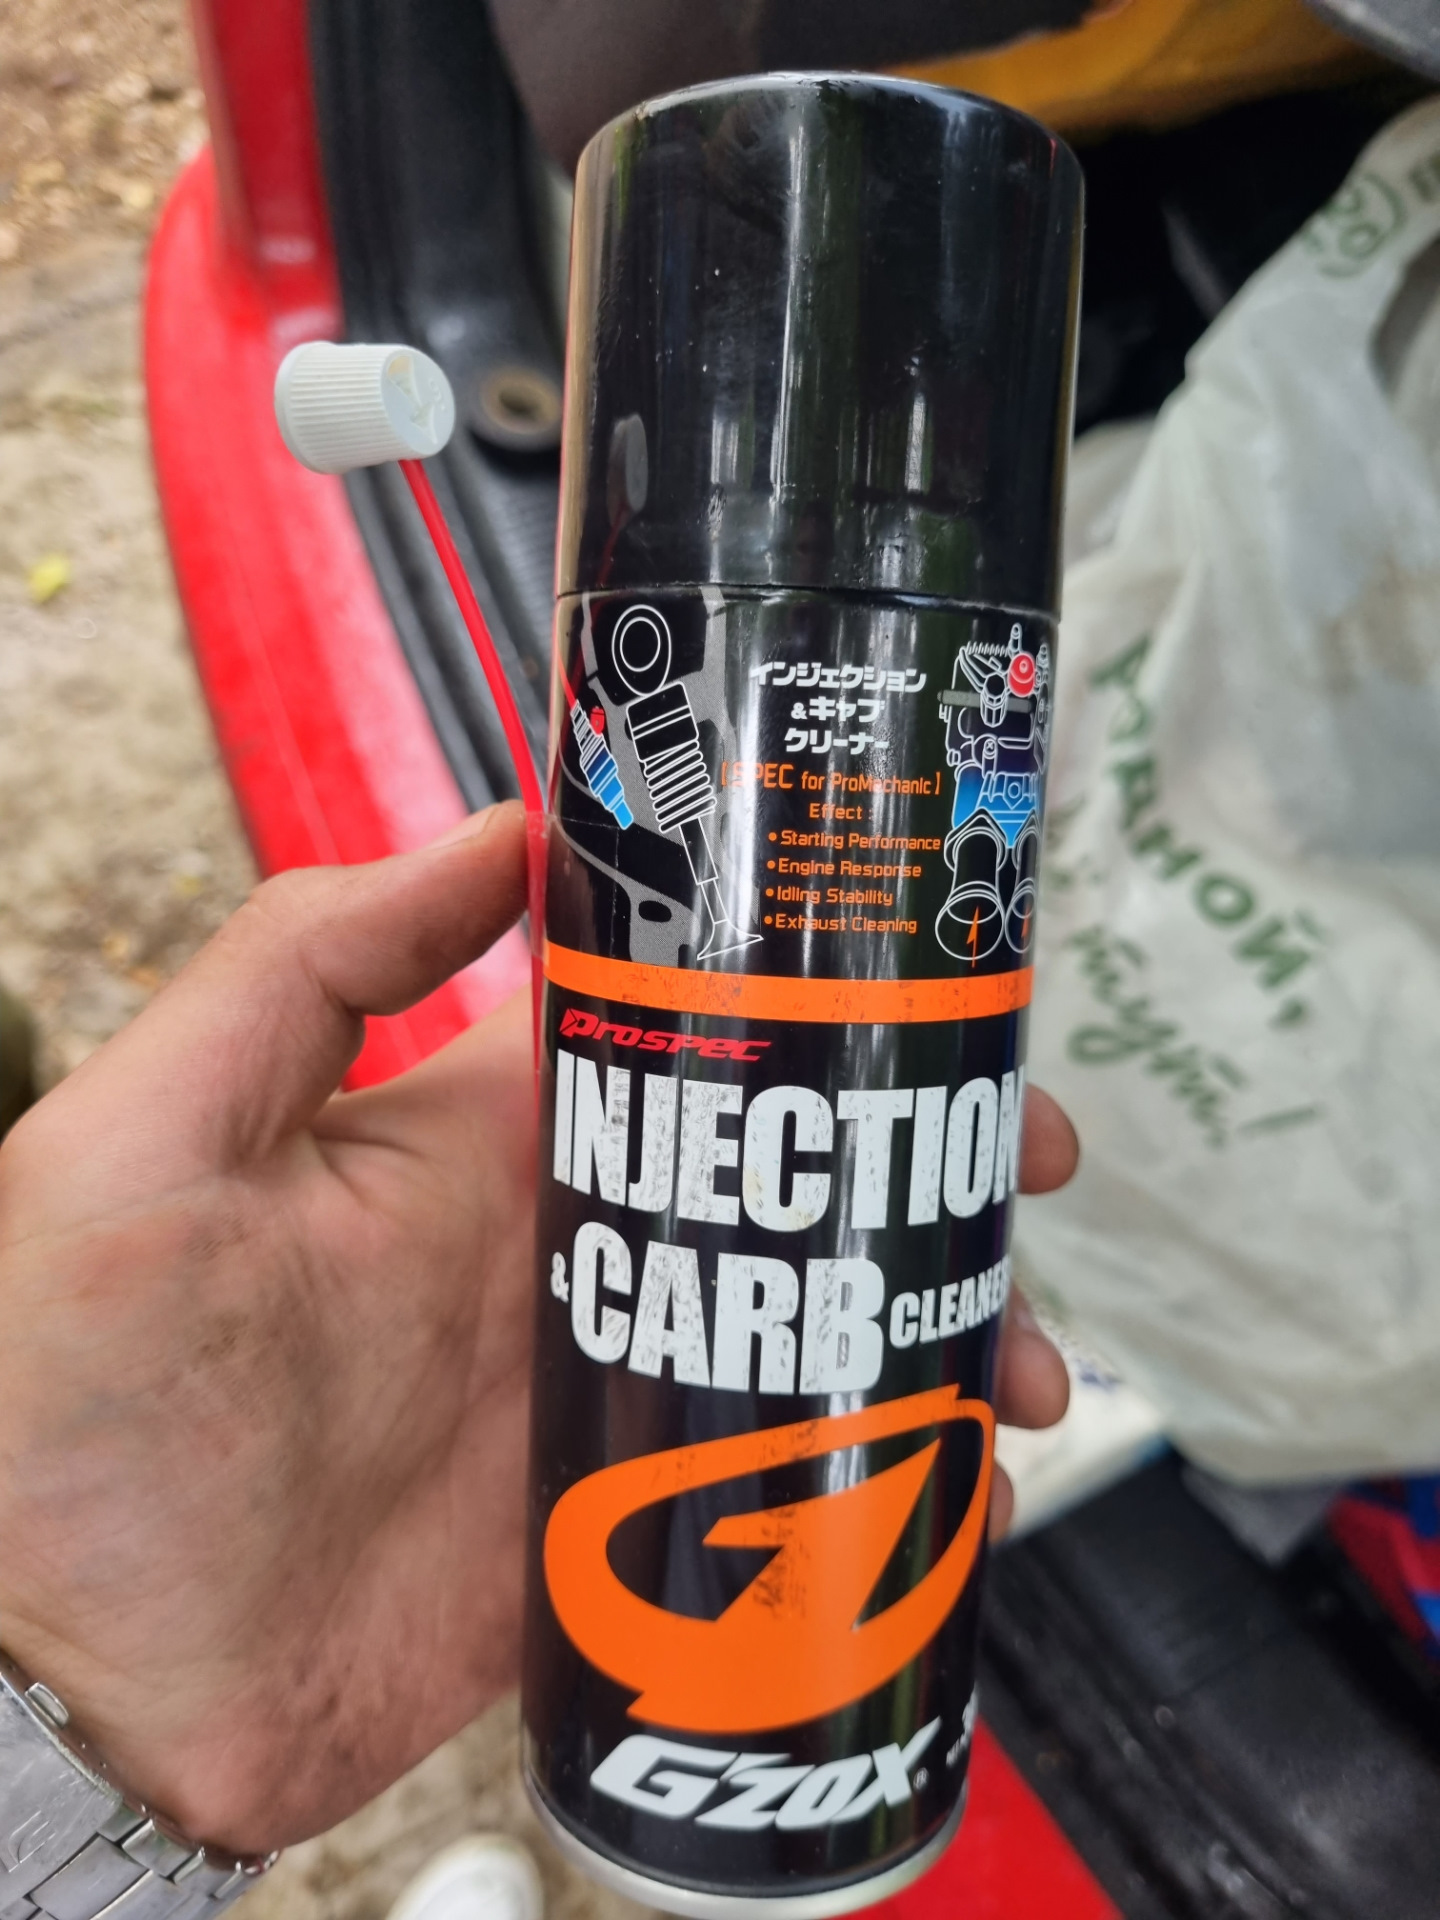 インジェクション
&キャブ
クリーナー
[SPEC for ProMechanic]
Effect :
•Starting Performance
•Engine Response
•Idling Stability
•Exhaust Cleaning
Prospec
INJECTION
&CARB CLEANER
G'ZOX®